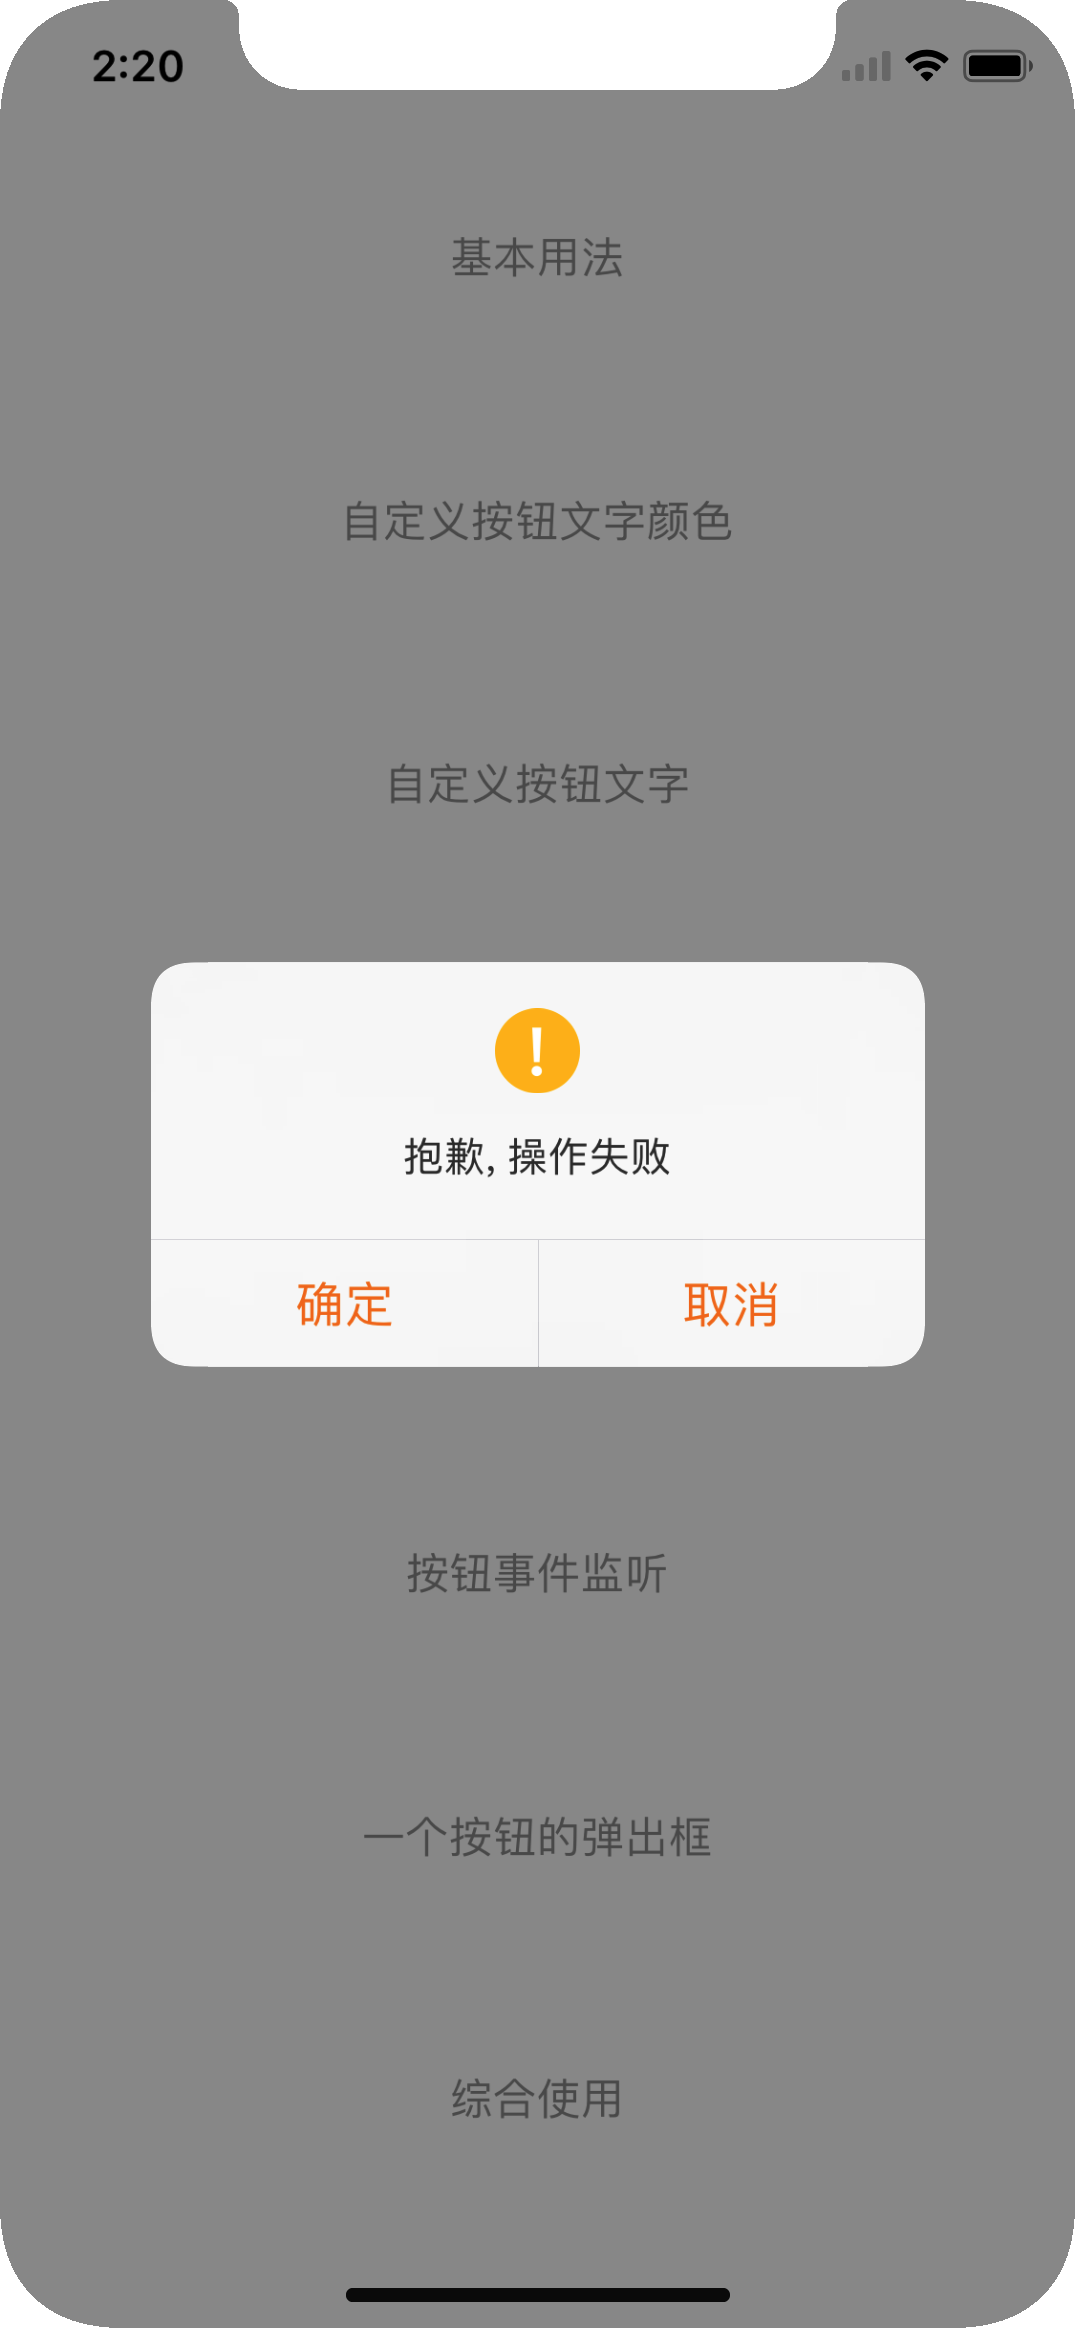 2:20
基本用法
自定义按钮文字颜色
自定义按钮文字
!
抱歉, 操作失败
确定
取消
按钮事件监听
一个按钮的弹出框
综合使用